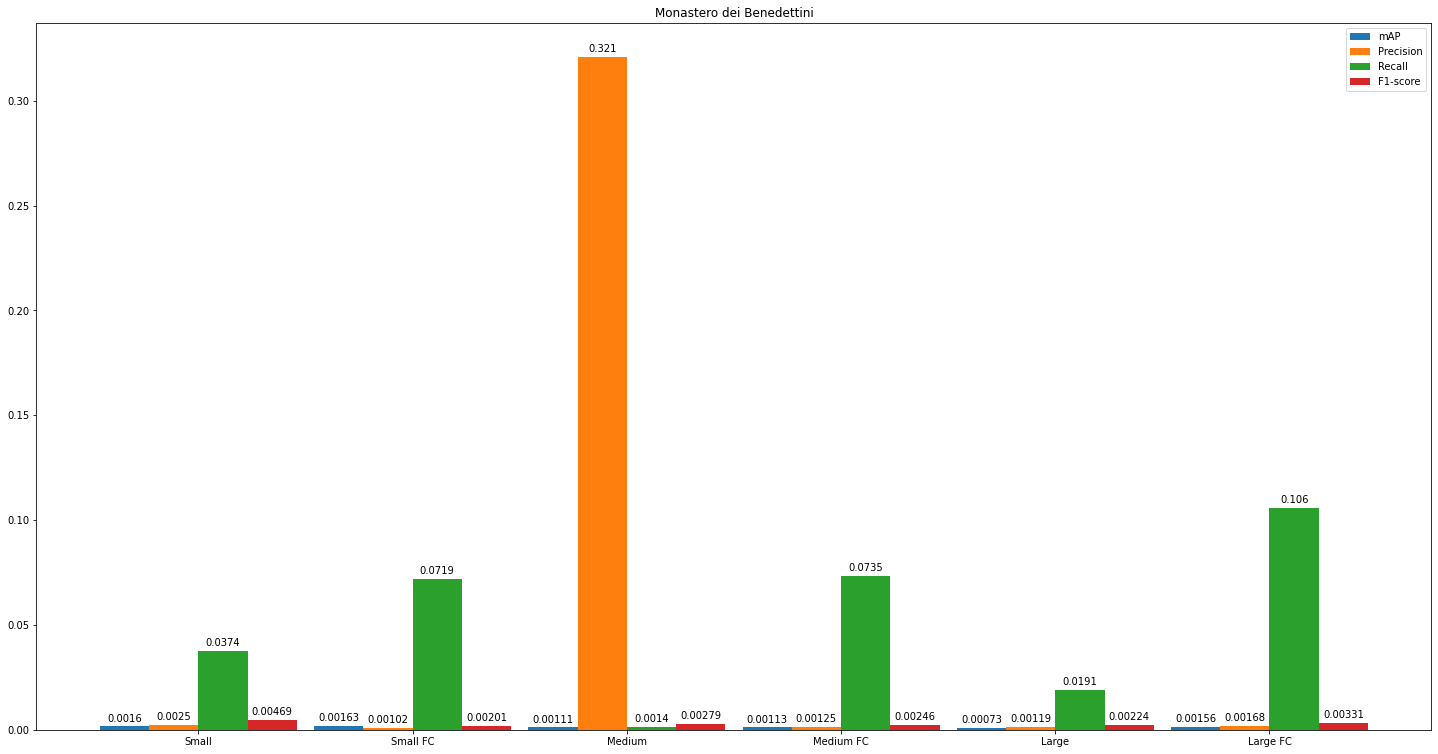 Monastero dei Benedettini
mAP
Precision
Recall
F1-score
0.30
0.25
0.20
0.15
0.10
0.05
0.00
0.0016
0.0025
0.0374
0.00469
0.00163
0.00102
0.0719
0.00201
0.00111
0.321
0.0014
0.00279
0.00113
0.00125
0.0735
0.00246
0.00073
0.00119
0.0191
0.00224
0.00156
0.00168
0.106
0.00331
Small
Small FC
Medium
Medium FC
Large
Large FC